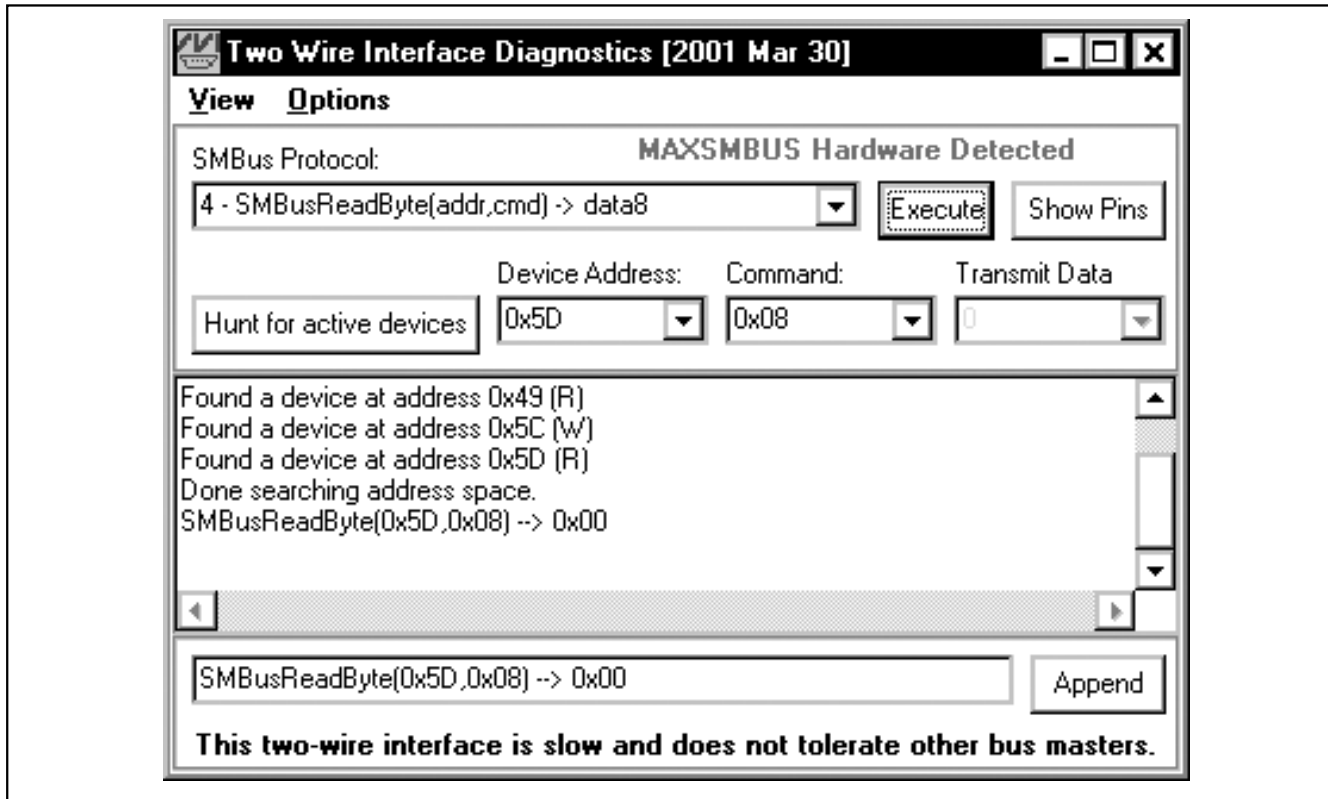 Two Wire Interface Diagnostics [2001 Mar 30]
View Options
SMBus Protocol:
MAXSMBUS Hardware Detected
4 - SMBusReadByte(addr,cmd) -> data8
Execute
Show Pins
Device Address:
Command:
Transmit Data
Hunt for active devices
0x5D
0x08
0
Found a device at address 0x49 (R)
Found a device at address 0x5C (W)
Found a device at address 0x5D (R)
Done searching address space.
SMBusReadByte(0x5D,0x08) --> 0x00
SMBusReadByte(0x5D,0x08) --> 0x00
Append
This two-wire interface is slow and does not tolerate other bus masters.